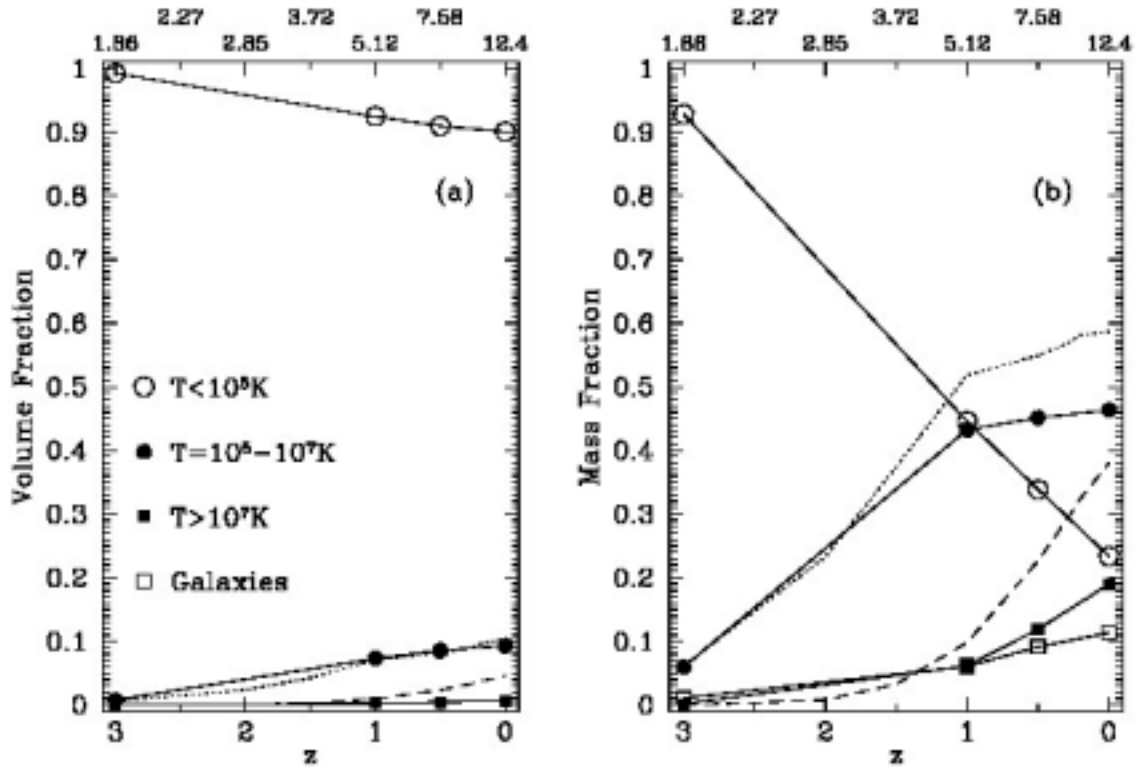 2.27 3.72 7.58
1.86 2.85 5.12 12.4
1
0.9
0.8
0.7
0.6
0.5
0.4
0.3
0.2
0.1
0
Volume Fraction
(a)
T<10⁵K
T=10⁵-10⁷K
T>10⁷K
Galaxies
3 2 1 0
z
2.27 3.72 7.58
1.86 2.85 5.12 12.4
1
0.9
0.8
0.7
0.6
0.5
0.4
0.3
0.2
0.1
0
Mass Fraction
(b)
3 2 1 0
z